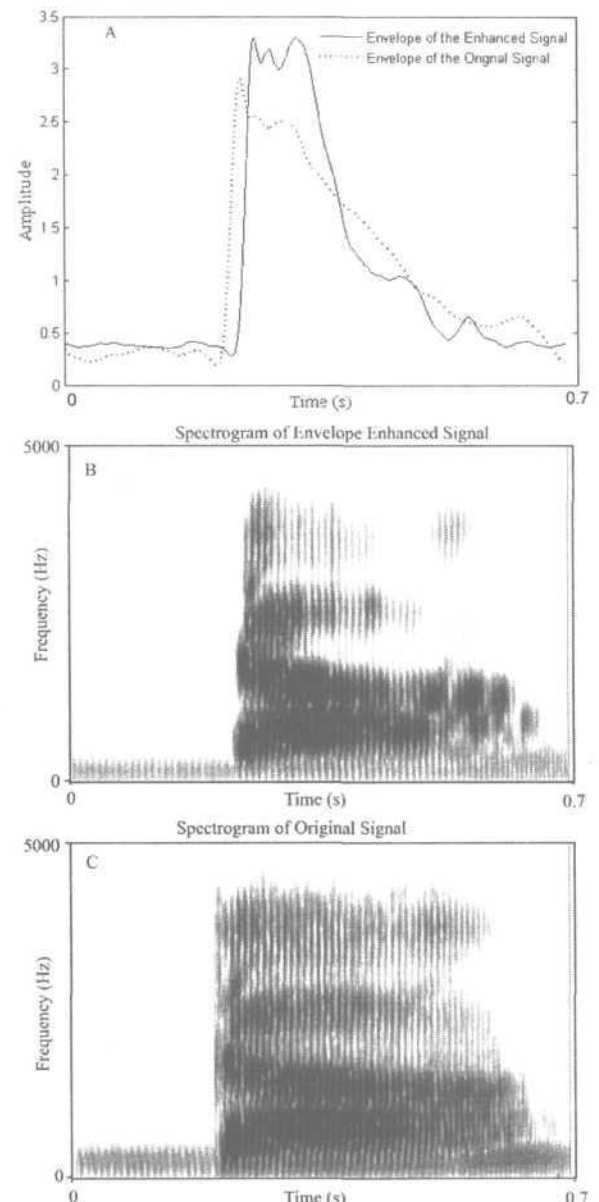 3.5
A
Envelope of the Enhanced Signal
Envelope of the Orignal Signal
3
2.5
2
1.5
1
0.5
0
Amplitude
0
Time (s)
0.7
Spectrogram of Envelope Enhanced Signal
5000
B
Frequency (Hz)
0
0
Time (s)
0.7
Spectrogram of Original Signal
5000
C
Frequency (Hz)
0
0
Time (s)
0.7